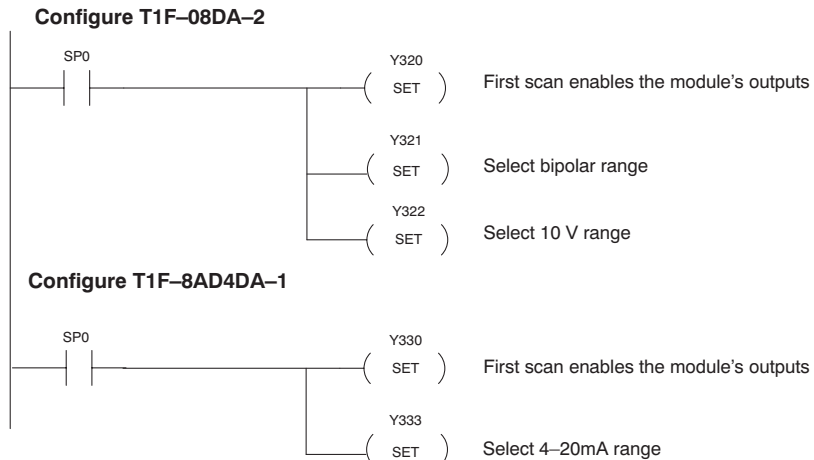 Configure T1F–08DA–2
SP0
Y320
SET
First scan enables the module's outputs
Y321
SET
Select bipolar range
Y322
SET
Select 10 V range
Configure T1F–8AD4DA–1
SP0
Y330
SET
First scan enables the module's outputs
Y333
SET
Select 4–20mA range